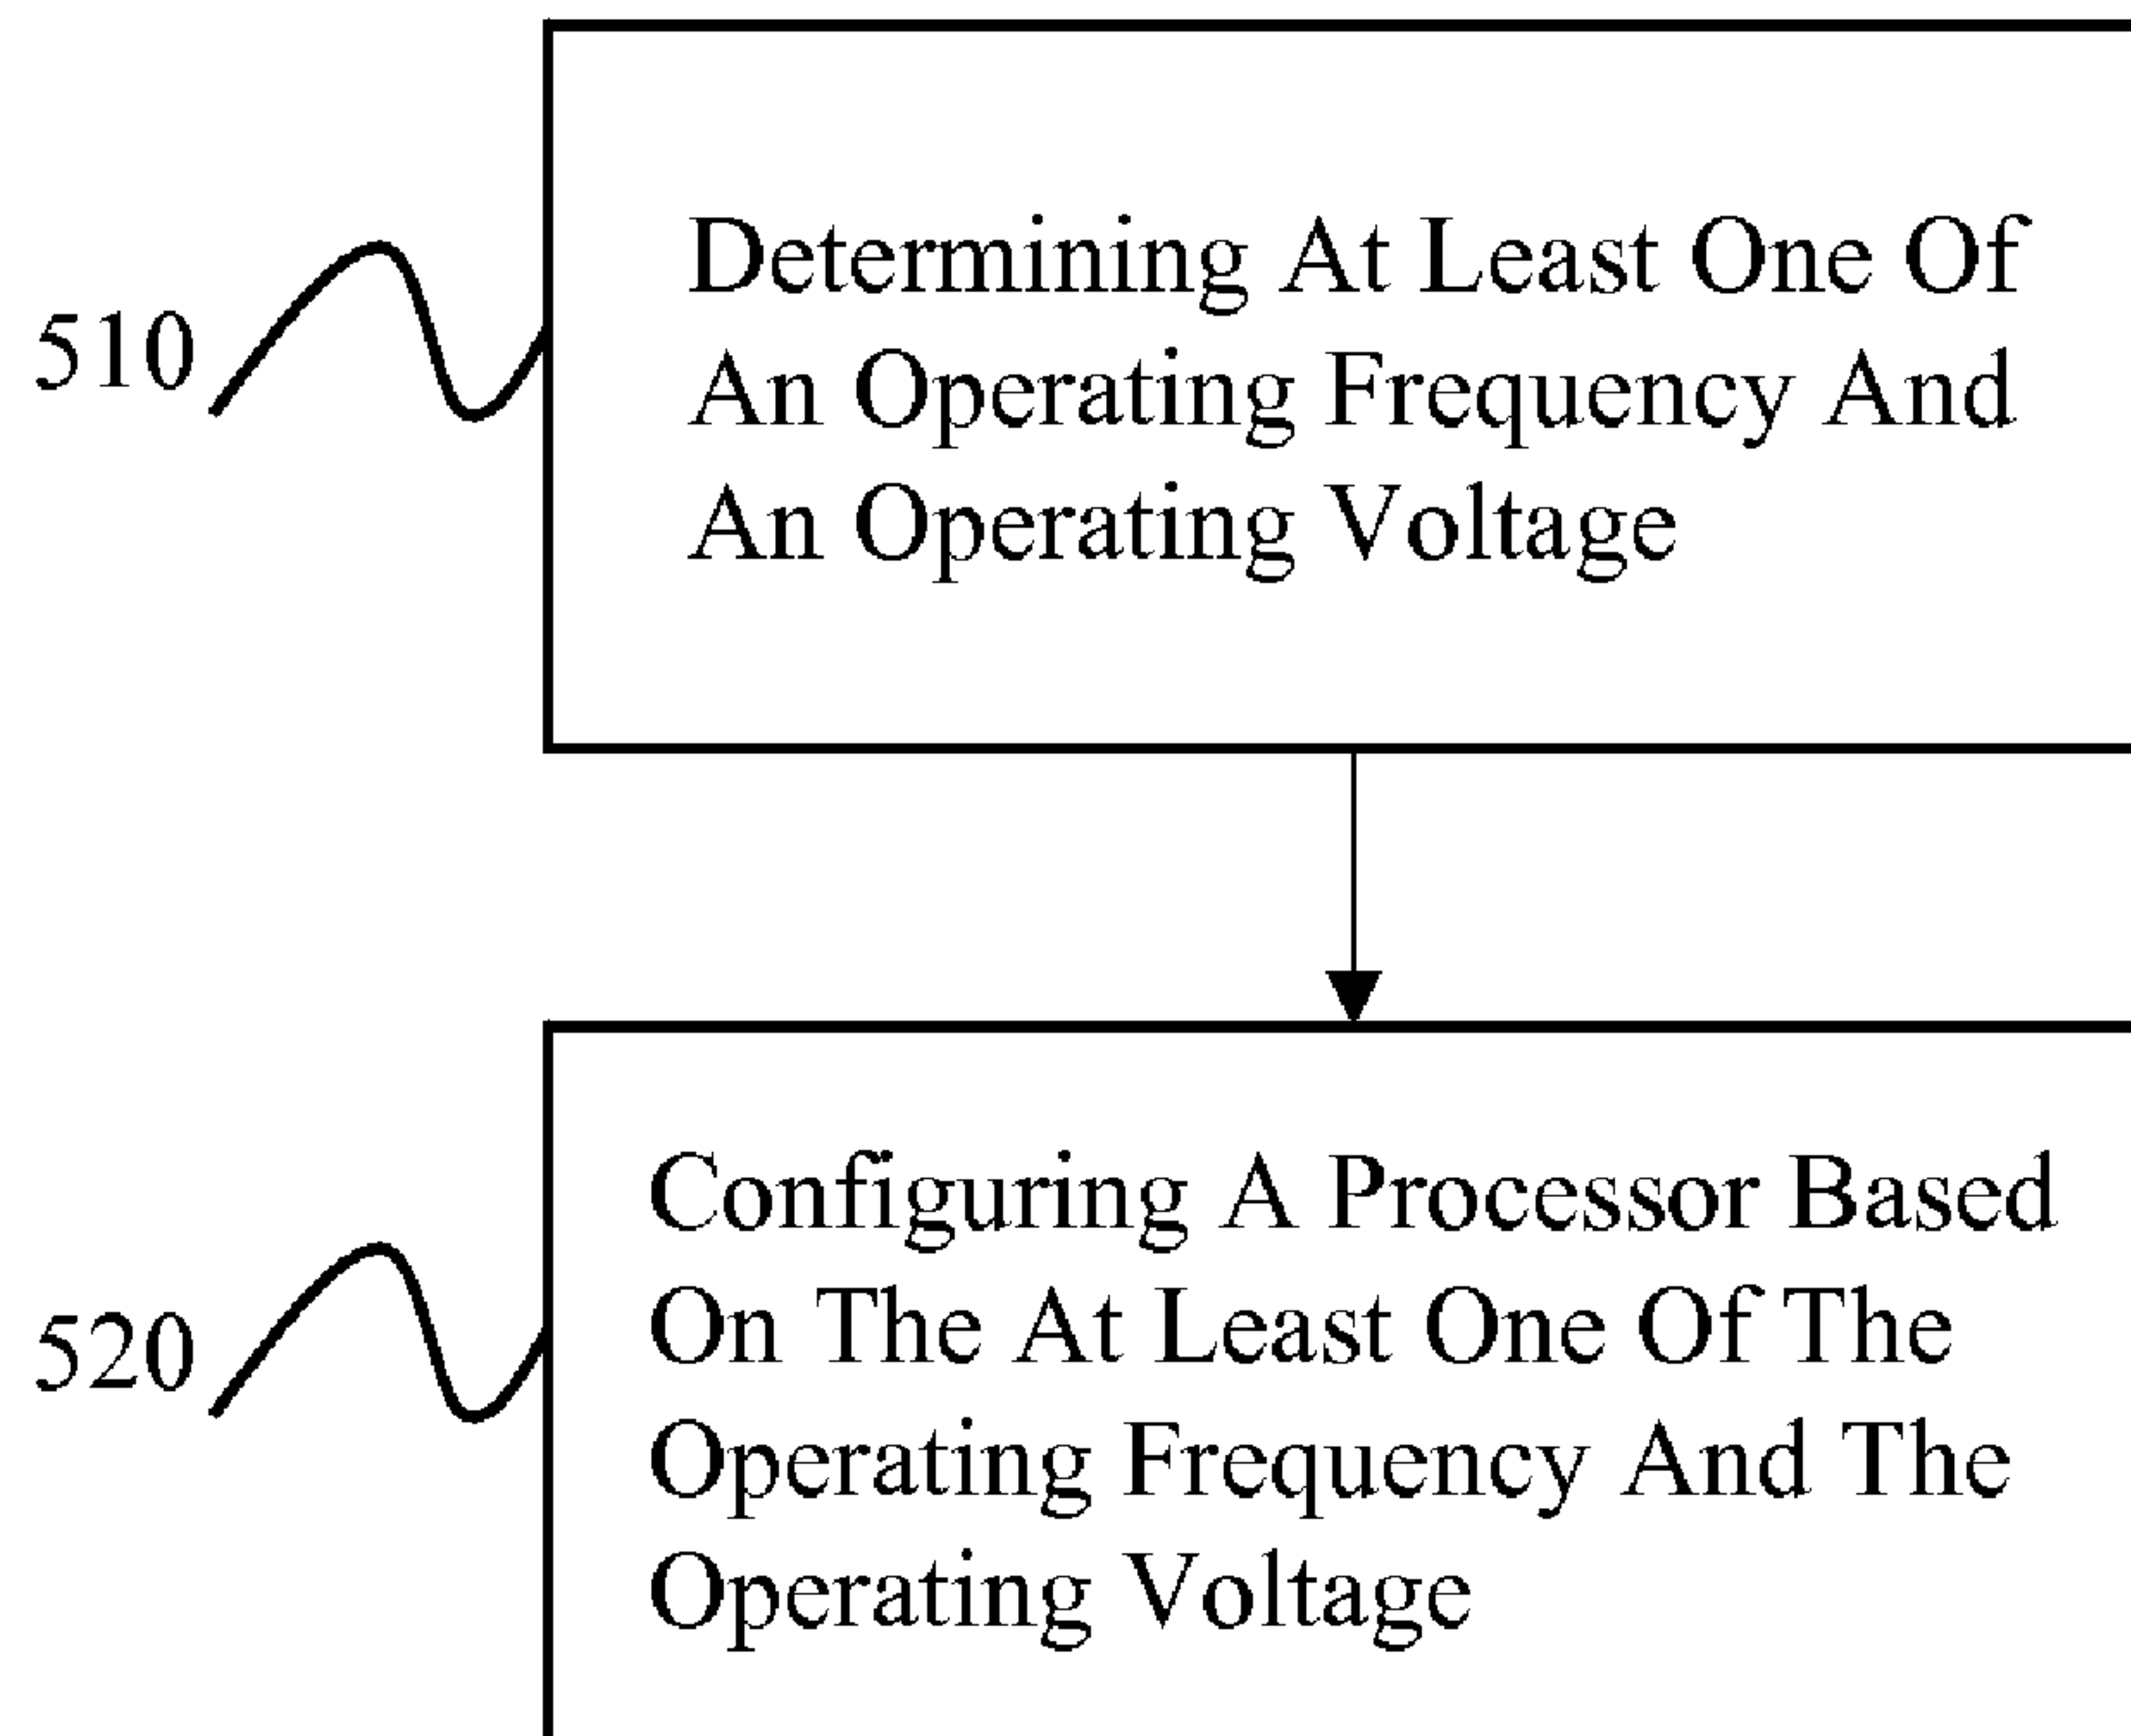 510
Determining At Least One Of
An Operating Frequency And
An Operating Voltage
520
Configuring A Processor Based
On The At Least One Of The
Operating Frequency And The
Operating Voltage